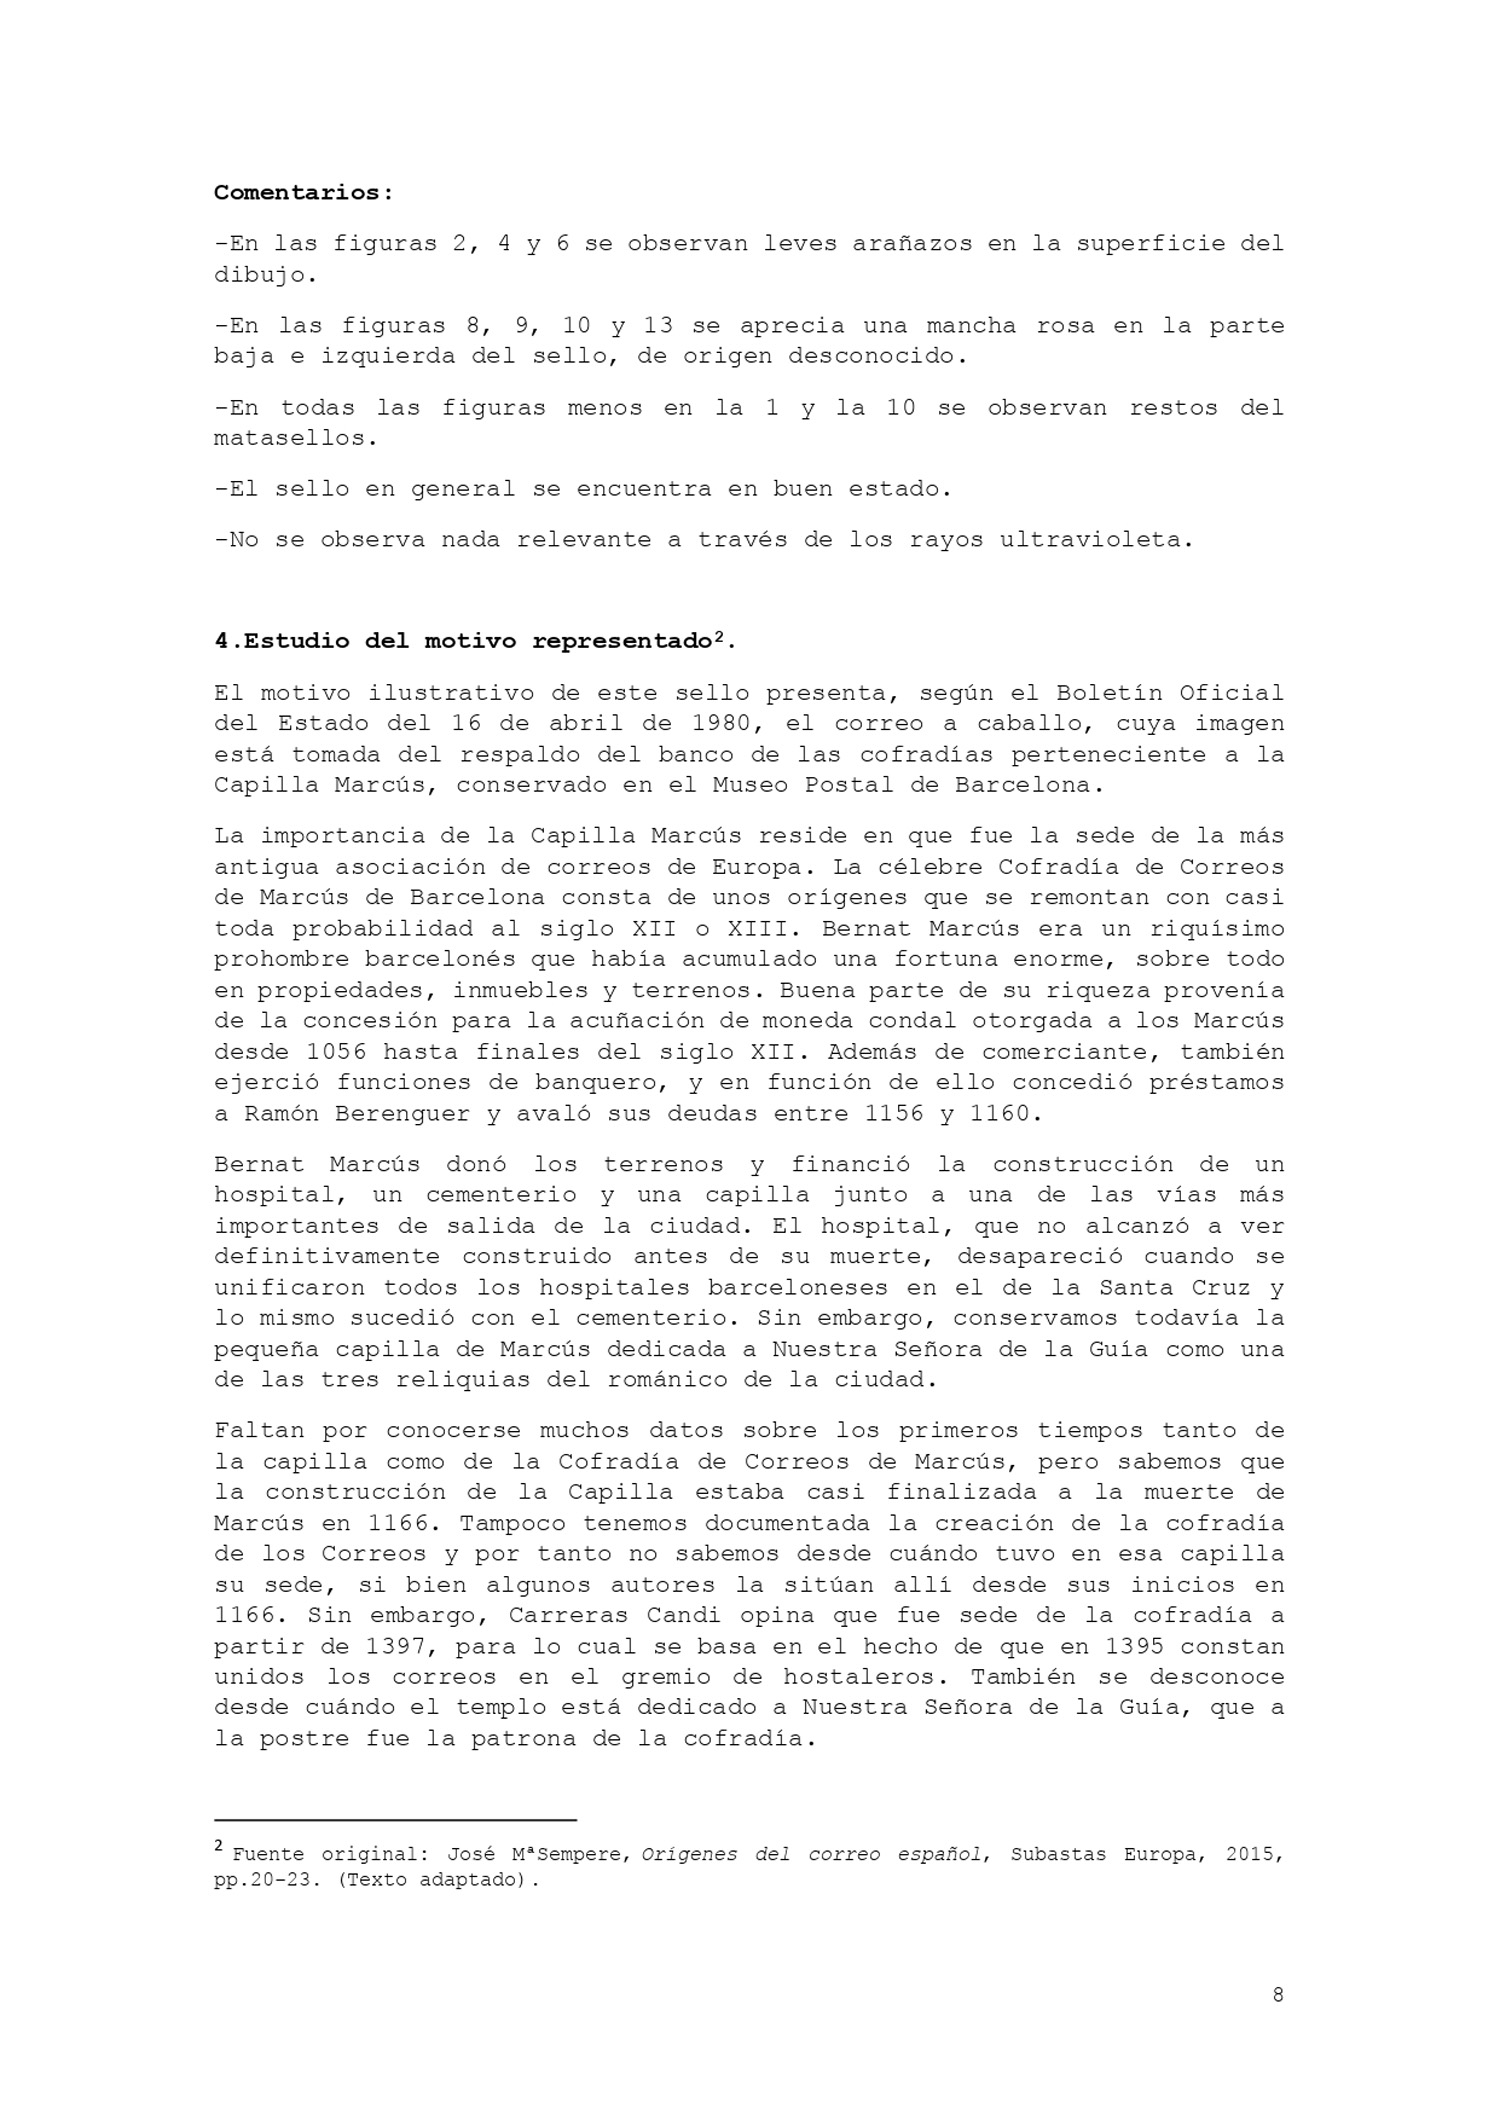 Comentarios:
-En las figuras 2, 4 y 6 se observan leves arañazos en la superficie del
dibujo.
-En las figuras 8, 9, 10 y 13 se aprecia una mancha rosa en la parte
baja e izquierda del sello, de origen desconocido.
-En todas las figuras menos en la 1 y la 10 se observan restos del
matasellos.
-El sello en general se encuentra en buen estado.
-No se observa nada relevante a través de los rayos ultravioleta.
4.Estudio del motivo representado².
El motivo ilustrativo de este sello presenta, según el Boletín Oficial
del Estado del 16 de abril de 1980, el correo a caballo, cuya imagen
está tomada del respaldo del banco de las cofradías perteneciente a la
Capilla Marcús, conservado en el Museo Postal de Barcelona.
La importancia de la Capilla Marcús reside en que fue la sede de la más
antigua asociación de correos de Europa. La célebre Cofradía de Correos
de Marcús de Barcelona consta de unos orígenes que se remontan con casi
toda probabilidad al siglo XII o XIII. Bernat Marcús era un riquísimo
prohombre barcelonés que había acumulado una fortuna enorme, sobre todo
en propiedades, inmuebles y terrenos. Buena parte de su riqueza provenía
de la concesión para la acuñación de moneda condal otorgada a los Marcús
desde 1056 hasta finales del siglo XII. Además de comerciante, también
ejerció funciones de banquero, y en función de ello concedió préstamos
a Ramón Berenguer y avaló sus deudas entre 1156 y 1160.
Bernat Marcús donó los terrenos y financió la construcción de un
hospital, un cementerio y una capilla junto a una de las vías más
importantes de salida de la ciudad. El hospital, que no alcanzó a ver
definitivamente construido antes de su muerte, desapareció cuando se
unificaron todos los hospitales barceloneses en el de la Santa Cruz y
lo mismo sucedió con el cementerio. Sin embargo, conservamos todavía la
pequeña capilla de Marcús dedicada a Nuestra Señora de la Guía como una
de las tres reliquias del románico de la ciudad.
Faltan por conocerse muchos datos sobre los primeros tiempos tanto de
la capilla como de la Cofradía de Correos de Marcús, pero sabemos que
la construcción de la Capilla estaba casi finalizada a la muerte de
Marcús en 1166. Tampoco tenemos documentada la creación de la cofradía
de los Correos y por tanto no sabemos desde cuándo tuvo en esa capilla
su sede, si bien algunos autores la sitúan allí desde sus inicios en
1166. Sin embargo, Carreras Candi opina que fue sede de la cofradía a
partir de 1397, para lo cual se basa en el hecho de que en 1395 constan
unidos los correos en el gremio de hostaleros. También se desconoce
desde cuándo el templo está dedicado a Nuestra Señora de la Guía, que a
la postre fue la patrona de la cofradía.
² Fuente original: José MªSempere, Orígenes del correo español, Subastas Europa, 2015,
pp.20-23. (Texto adaptado).
8